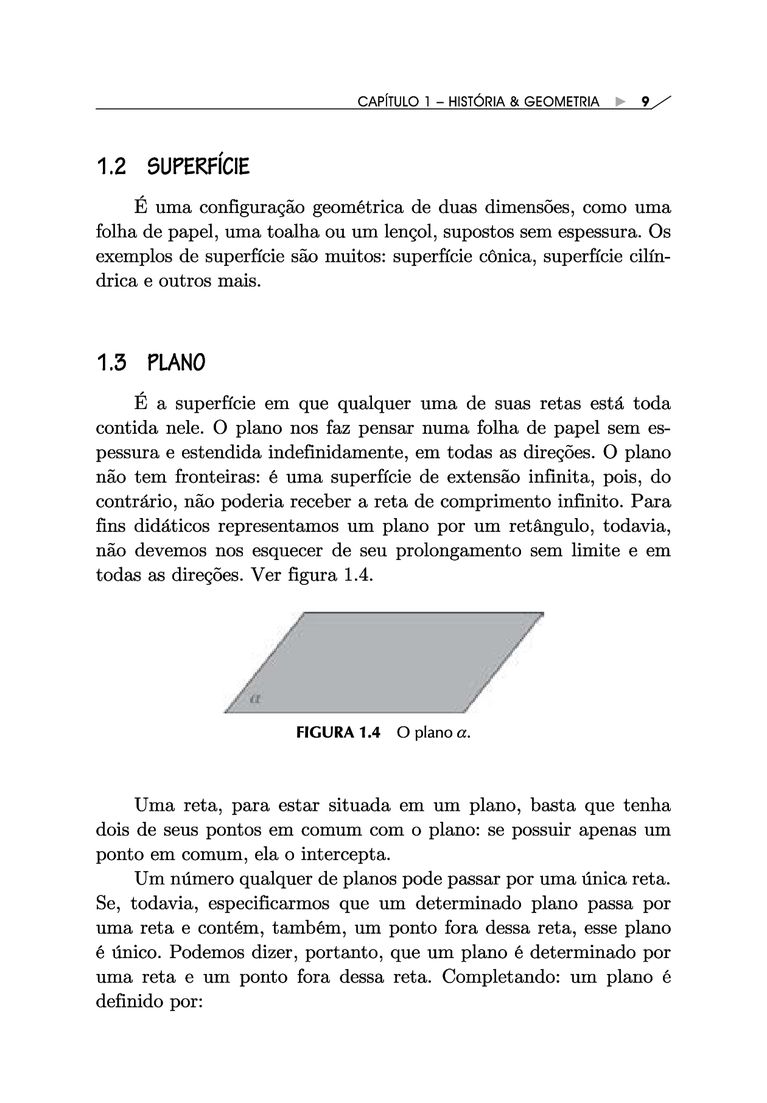 CAPÍTULO 1 – HISTÓRIA & GEOMETRIA ▶ 9
1.2 SUPERFÍCIE
É uma configuração geométrica de duas dimensões, como uma
folha de papel, uma toalha ou um lençol, supostos sem espessura. Os
exemplos de superfície são muitos: superfície cônica, superfície cilín-
drica e outros mais.
1.3 PLANO
É a superfície em que qualquer uma de suas retas está toda
contida nele. O plano nos faz pensar numa folha de papel sem es-
pessura e estendida indefinidamente, em todas as direções. O plano
não tem fronteiras: é uma superfície de extensão infinita, pois, do
contrário, não poderia receber a reta de comprimento infinito. Para
fins didáticos representamos um plano por um retângulo, todavia,
não devemos nos esquecer de seu prolongamento sem limite e em
todas as direções. Ver figura 1.4.
α
FIGURA 1.4 O plano α.
Uma reta, para estar situada em um plano, basta que tenha
dois de seus pontos em comum com o plano: se possuir apenas um
ponto em comum, ela o intercepta.
Um número qualquer de planos pode passar por uma única reta.
Se, todavia, especificarmos que um determinado plano passa por
uma reta e contém, também, um ponto fora dessa reta, esse plano
é único. Podemos dizer, portanto, que um plano é determinado por
uma reta e um ponto fora dessa reta. Completando: um plano é
definido por: